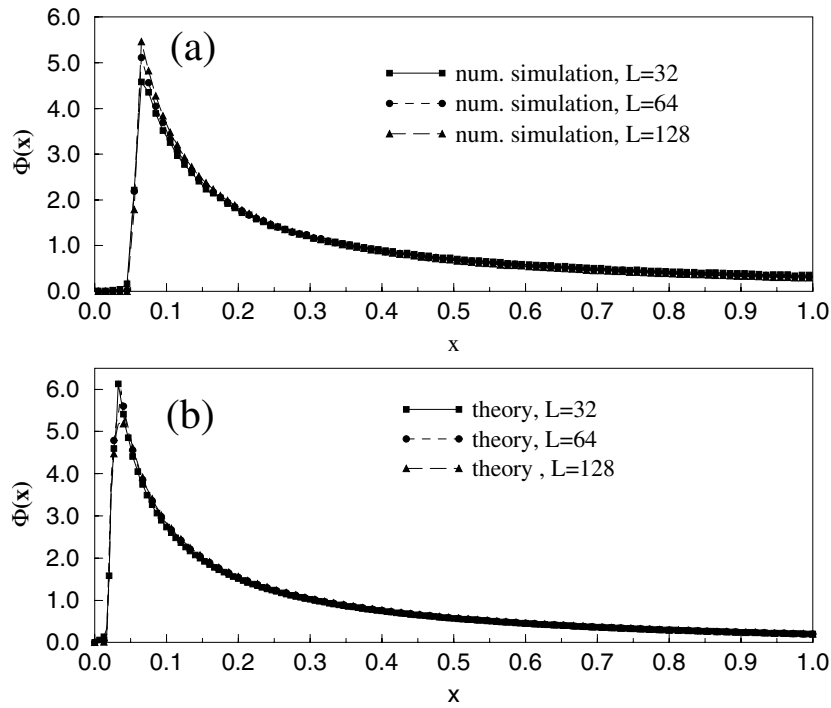 6.0
5.0
4.0
3.0
2.0
1.0
0.0
Φ(x)
(a)
num. simulation, L=32
num. simulation, L=64
num. simulation, L=128
0.0 0.1 0.2 0.3 0.4 0.5 0.6 0.7 0.8 0.9 1.0
x
6.0
5.0
4.0
3.0
2.0
1.0
0.0
Φ(x)
(b)
theory, L=32
theory, L=64
theory , L=128
0.0 0.1 0.2 0.3 0.4 0.5 0.6 0.7 0.8 0.9 1.0
x